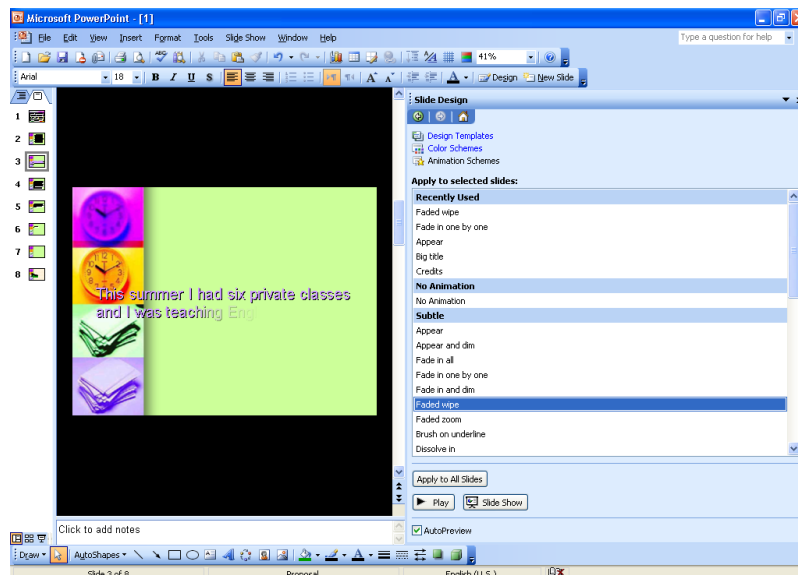 Microsoft PowerPoint - [1]
File Edit View Insert Format Tools Slide Show Window Help Type a question for help
41%
Arial 18 B I U S Design New Slide
Slide Design
Design Templates
Color Schemes
Animation Schemes
Apply to selected slides:
Recently Used
Faded wipe
Fade in one by one
Appear
Big title
Credits
No Animation
No Animation
Subtle
Appear
Appear and dim
Fade in all
Fade in one by one
Fade in and dim
Faded wipe
Faded zoom
Brush on underline
Dissolve in
Apply to All Slides
Play Slide Show
AutoPreview
1
2
3
4
5
6
7
8
This summer I had six private classes
and I was teaching Eng
Click to add notes
Draw AutoShapes
Slide 3 of 8 Proposal English (U.S.)